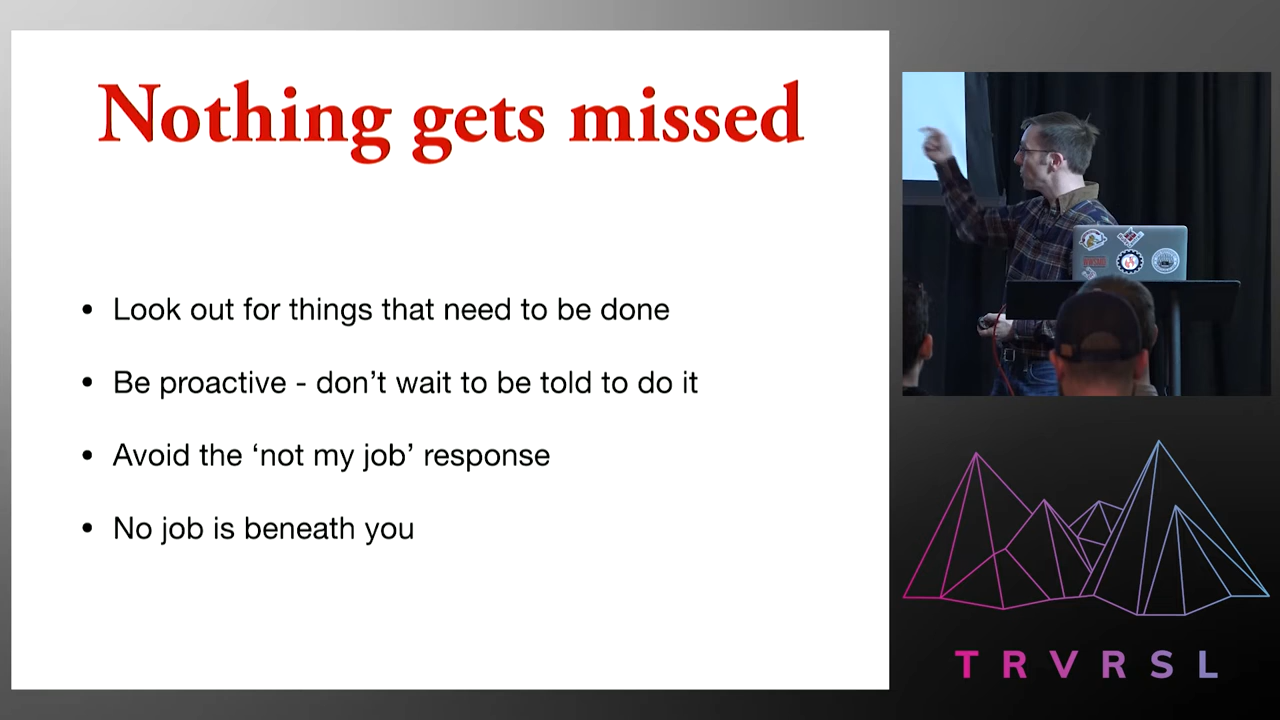 Nothing gets missed
• Look out for things that need to be done
• Be proactive - don’t wait to be told to do it
• Avoid the ‘not my job’ response
• No job is beneath you
TRVRSL